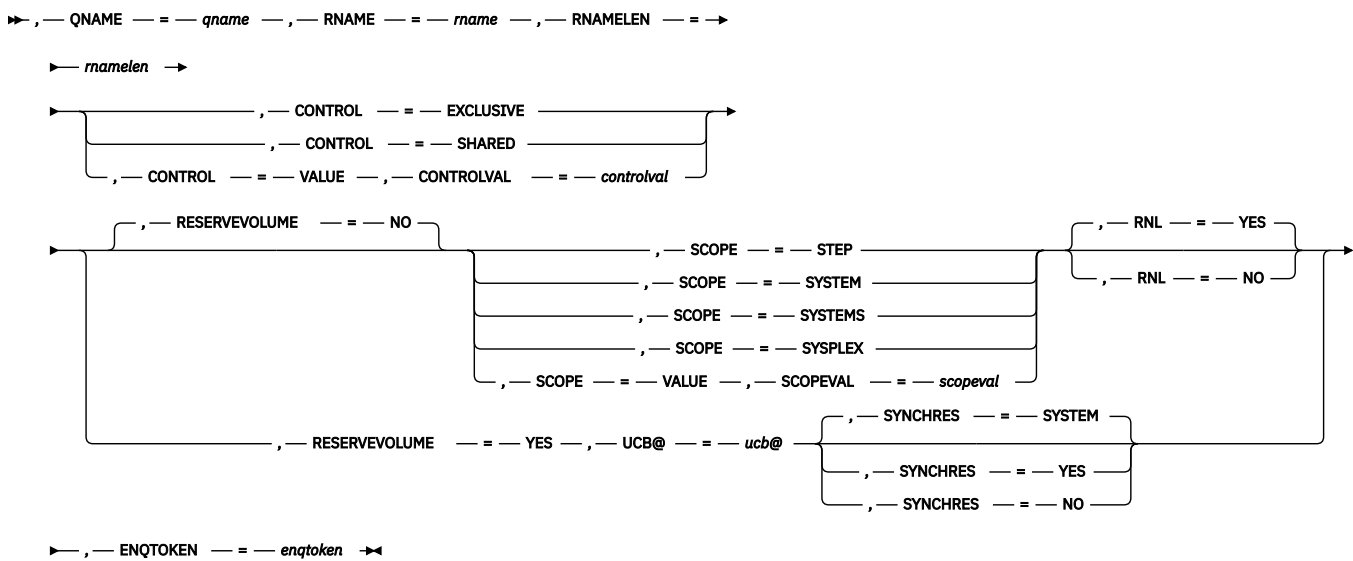 , QNAME = qname , RNAME = rname , RNAMELEN =
rnamelen
, CONTROL = EXCLUSIVE
, CONTROL = SHARED
, CONTROL = VALUE , CONTROLVAL = controlval
, RESERVEVOLUME = NO
, SCOPE = STEP
, SCOPE = SYSTEM
, SCOPE = SYSTEMS
, SCOPE = SYSPLEX
, SCOPE = VALUE , SCOPEVAL = scopeval
, RNL = YES
, RNL = NO
, RESERVEVOLUME = YES , UCB@ = ucb@
, SYNCHRES = SYSTEM
, SYNCHRES = YES
, SYNCHRES = NO
, ENQTOKEN = enqtoken